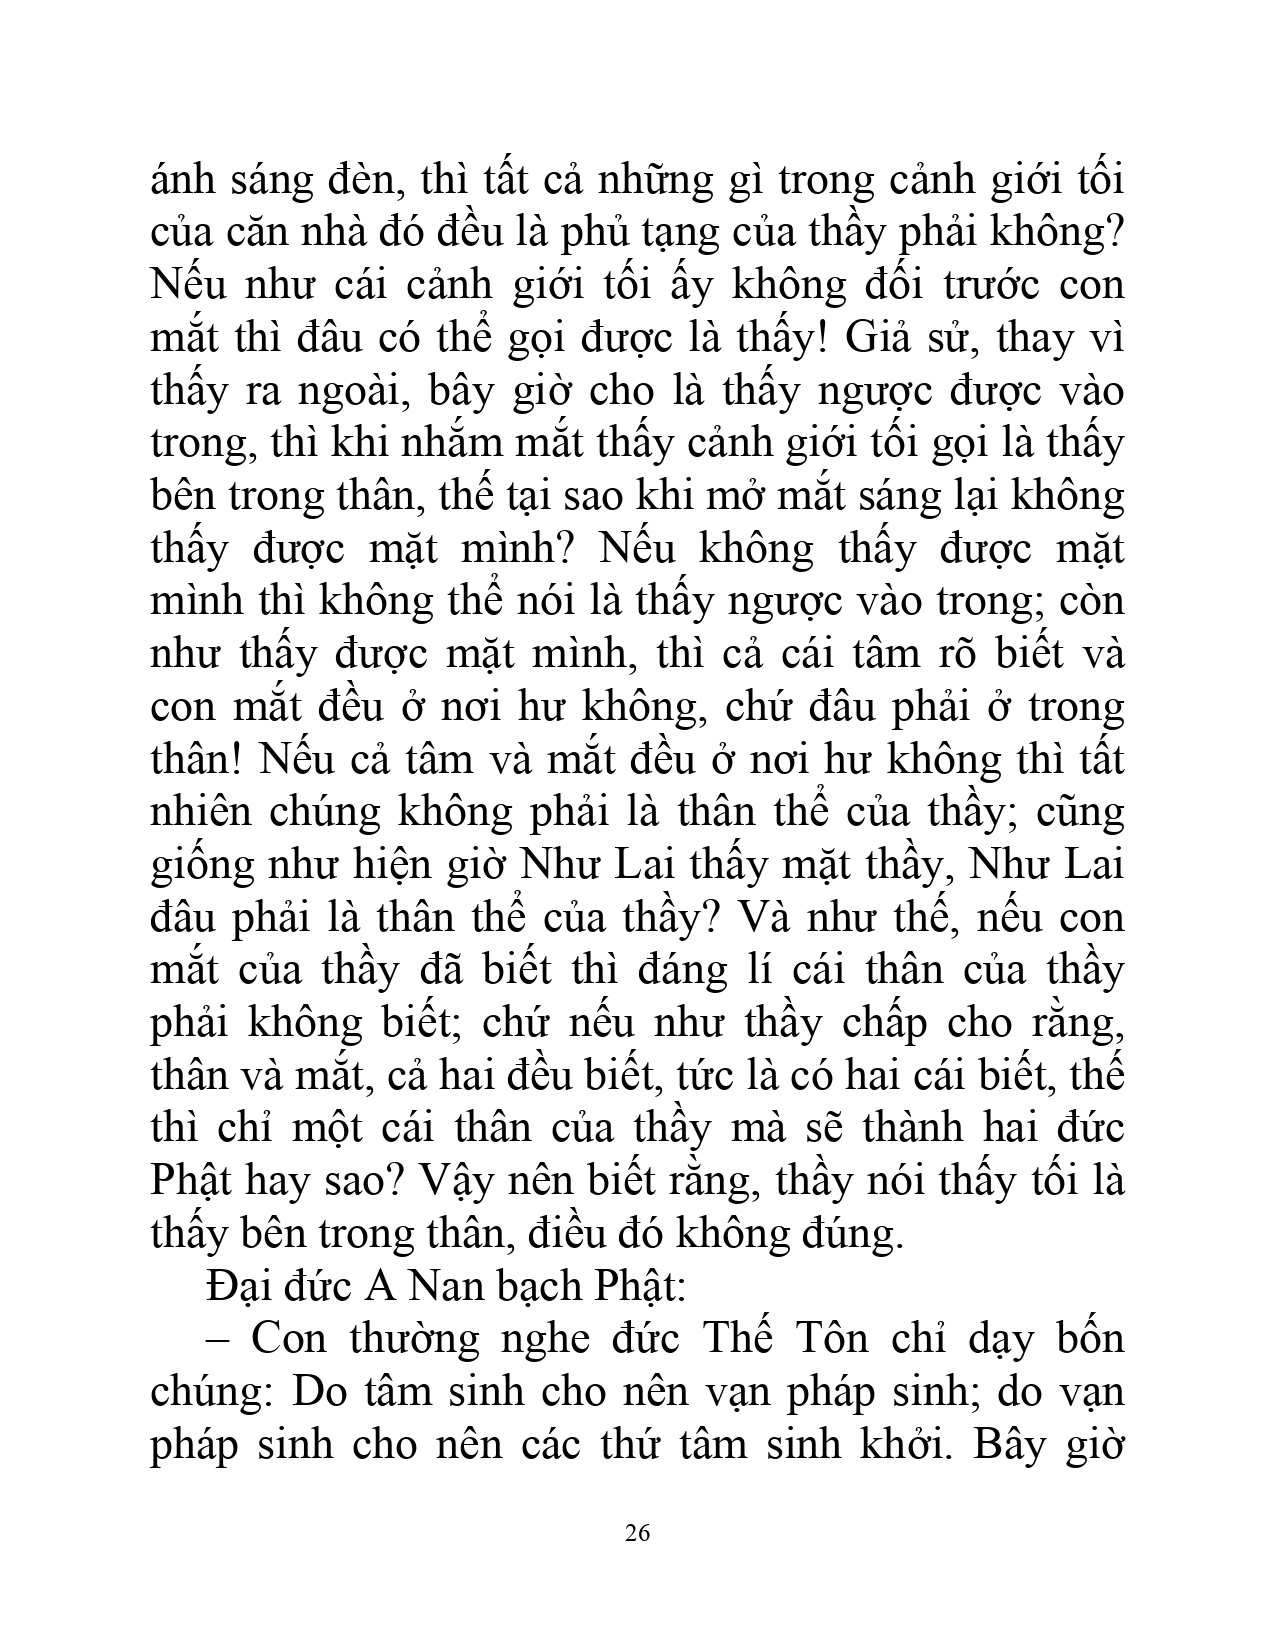 ánh sáng đèn, thì tất cả những gì trong cảnh giới tối
của căn nhà đó đều là phủ tạng của thầy phải không?
Nếu như cái cảnh giới tối ấy không đối trước con
mắt thì đâu có thể gọi được là thấy! Giả sử, thay vì
thấy ra ngoài, bây giờ cho là thấy ngược được vào
trong, thì khi nhắm mắt thấy cảnh giới tối gọi là thấy
bên trong thân, thế tại sao khi mở mắt sáng lại không
thấy được mặt mình? Nếu không thấy được mặt
mình thì không thể nói là thấy ngược vào trong; còn
như thấy được mặt mình, thì cả cái tâm rõ biết và
con mắt đều ở nơi hư không, chứ đâu phải ở trong
thân! Nếu cả tâm và mắt đều ở nơi hư không thì tất
nhiên chúng không phải là thân thể của thầy; cũng
giống như hiện giờ Như Lai thấy mặt thầy, Như Lai
đâu phải là thân thể của thầy? Và như thế, nếu con
mắt của thầy đã biết thì đáng lí cái thân của thầy
phải không biết; chứ nếu như thầy chấp cho rằng,
thân và mắt, cả hai đều biết, tức là có hai cái biết, thế
thì chỉ một cái thân của thầy mà sẽ thành hai đức
Phật hay sao? Vậy nên biết rằng, thầy nói thấy tối là
thấy bên trong thân, điều đó không đúng.
Đại đức A Nan bạch Phật:
– Con thường nghe đức Thế Tôn chỉ dạy bốn
chúng: Do tâm sinh cho nên vạn pháp sinh; do vạn
pháp sinh cho nên các thứ tâm sinh khởi. Bây giờ
26